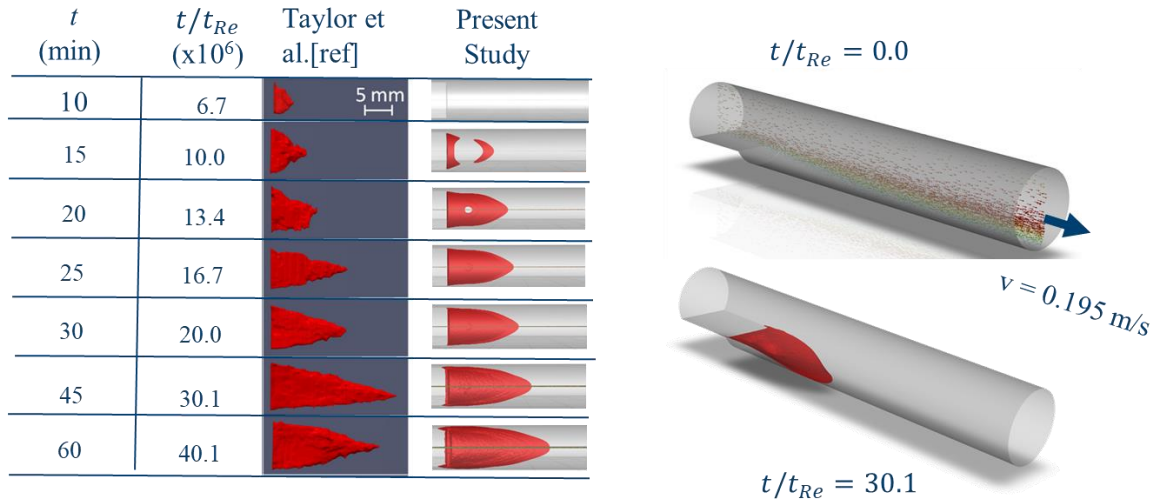 t t/t_Re Taylor et Present
(min) (x10⁶) al.[ref] Study
10 6.7 5 mm
15 10.0
20 13.4
25 16.7
30 20.0
45 30.1
60 40.1
t/t_Re = 0.0
v = 0.195 m/s
t/t_Re = 30.1